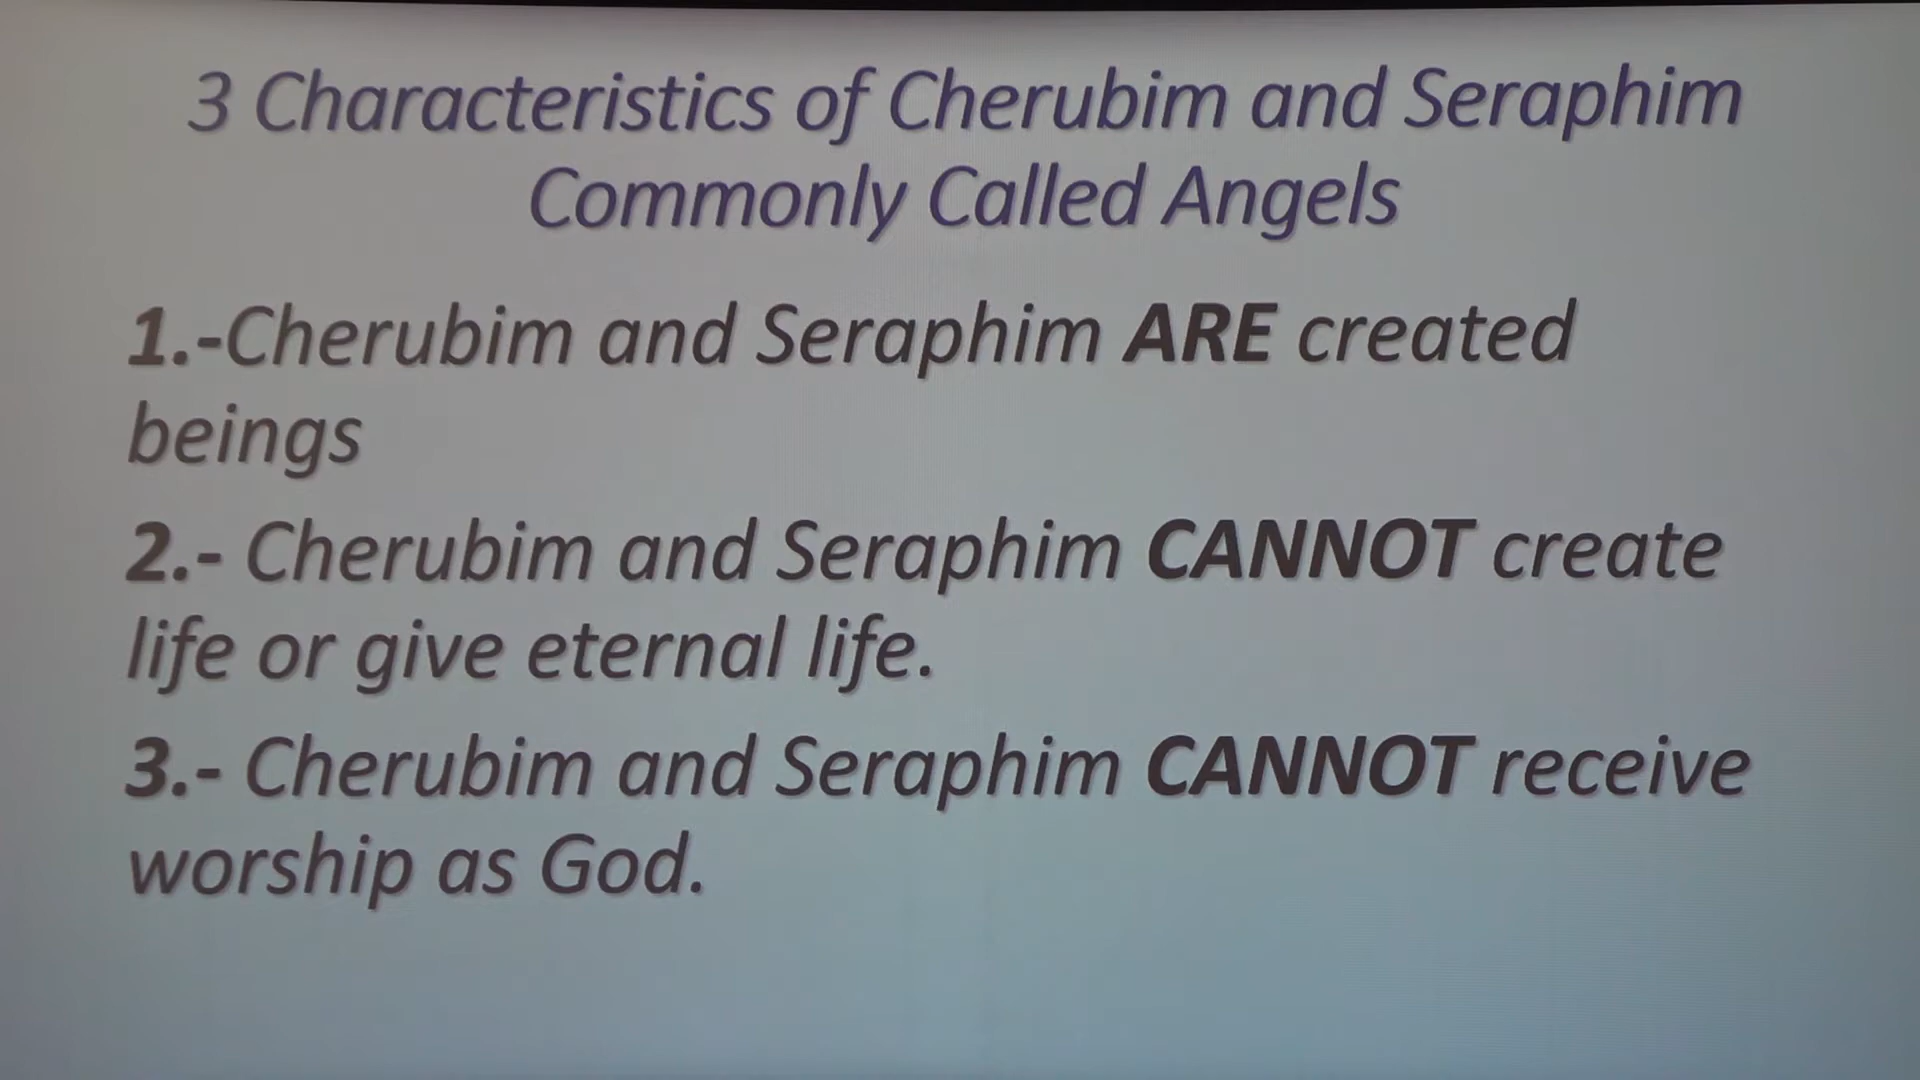 3 Characteristics of Cherubim and Seraphim
Commonly Called Angels
1.-Cherubim and Seraphim ARE created
beings
2.- Cherubim and Seraphim CANNOT create
life or give eternal life.
3.- Cherubim and Seraphim CANNOT receive
worship as God.